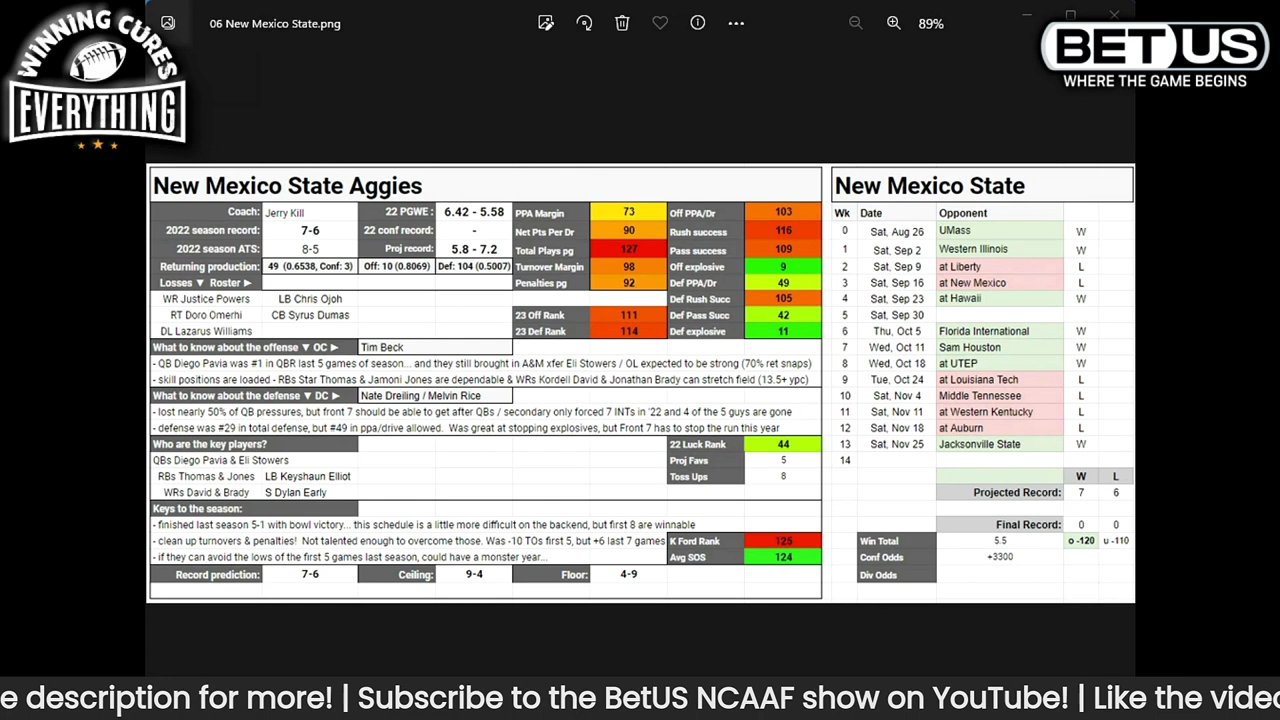 WINNING CURES
EVERYTHING
06 New Mexico State.png
89%
BETUS
WHERE THE GAME BEGINS
New Mexico State Aggies
Coach: Jerry Kill 22 PGWE : 6.42 - 5.58 PPA Margin 73 Off PPA/Dr 103
2022 season record: 7-6 22 conf record: - Net Pts Per Dr 90 Rush success 116
2022 season ATS: 8-5 Proj record: 5.8 - 7.2 Total Plays pg 127 Pass success 109
Returning production: 49 (0.6538, Conf: 3) Off: 10 (0.8069) Def: 104 (0.5007) Turnover Margin 98 Off explosive 9
Losses ▼ Roster ► Penalties pg 92 Def PPA/Dr 49
WR Justice Powers LB Chris Ojoh Def Rush Succ 105
RT Doro Omerhi CB Syrus Dumas 23 Off Rank 111 Def Pass Succ 42
DL Lazarus Williams 23 Def Rank 114 Def explosive 11
What to know about the offense ▼ OC ► Tim Beck
- QB Diego Pavia was #1 in QBR last 5 games of season... and they still brought in A&M xfer Eli Stowers / OL expected to be strong (70% ret snaps)
- skill positions are loaded - RBs Star Thomas & Jamoni Jones are dependable & WRs Kordell David & Jonathan Brady can stretch field (13.5+ ypc)
What to know about the defense ▼ DC ► Nate Dreiling / Melvin Rice
- lost nearly 50% of QB pressures, but front 7 should be able to get after QBs / secondary only forced 7 INTs in '22 and 4 of the 5 guys are gone
- defense was #29 in total defense, but #49 in ppa/drive allowed. Was great at stopping explosives, but Front 7 has to stop the run this year
Who are the key players? 22 Luck Rank 44
QBs Diego Pavia & Eli Stowers Proj Favs 5
RBs Thomas & Jones LB Keyshaun Elliot Toss Ups 8
WRs David & Brady S Dylan Early
Keys to the season:
- finished last season 5-1 with bowl victory... this schedule is a little more difficult on the backend, but first 8 are winnable
- clean up turnovers & penalties! Not talented enough to overcome those. Was -10 TOs first 5, but +6 last 7 games K Ford Rank 125
- if they can avoid the lows of the first 5 games last season, could have a monster year... Avg SOS 124
Record prediction: 7-6 Ceiling: 9-4 Floor: 4-9
New Mexico State
Wk Date Opponent
0 Sat, Aug 26 UMass W
1 Sat, Sep 2 Western Illinois W
2 Sat, Sep 9 at Liberty L
3 Sat, Sep 16 at New Mexico L
4 Sat, Sep 23 at Hawaii W
5 Sat, Sep 30
6 Thu, Oct 5 Florida International W
7 Wed, Oct 11 Sam Houston W
8 Wed, Oct 18 at UTEP W
9 Tue, Oct 24 at Louisiana Tech L
10 Sat, Nov 4 Middle Tennessee L
11 Sat, Nov 11 at Western Kentucky L
12 Sat, Nov 18 at Auburn L
13 Sat, Nov 25 Jacksonville State W
14
W L
Projected Record: 7 6
Final Record: 0 0
Win Total 5.5 o -120 u -110
Conf Odds +3300
Div Odds
e description for more! | Subscribe to the BetUS NCAAF show on YouTube! | Like the video